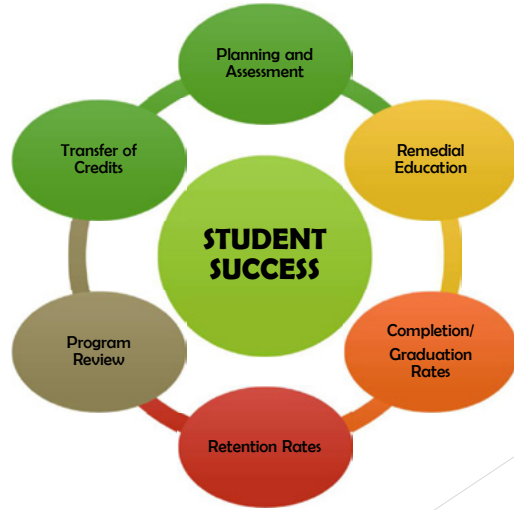 Planning and
Assessment
Transfer of
Credits
Remedial
Education
STUDENT
SUCCESS
Program
Review
Completion/
Graduation
Rates
Retention Rates